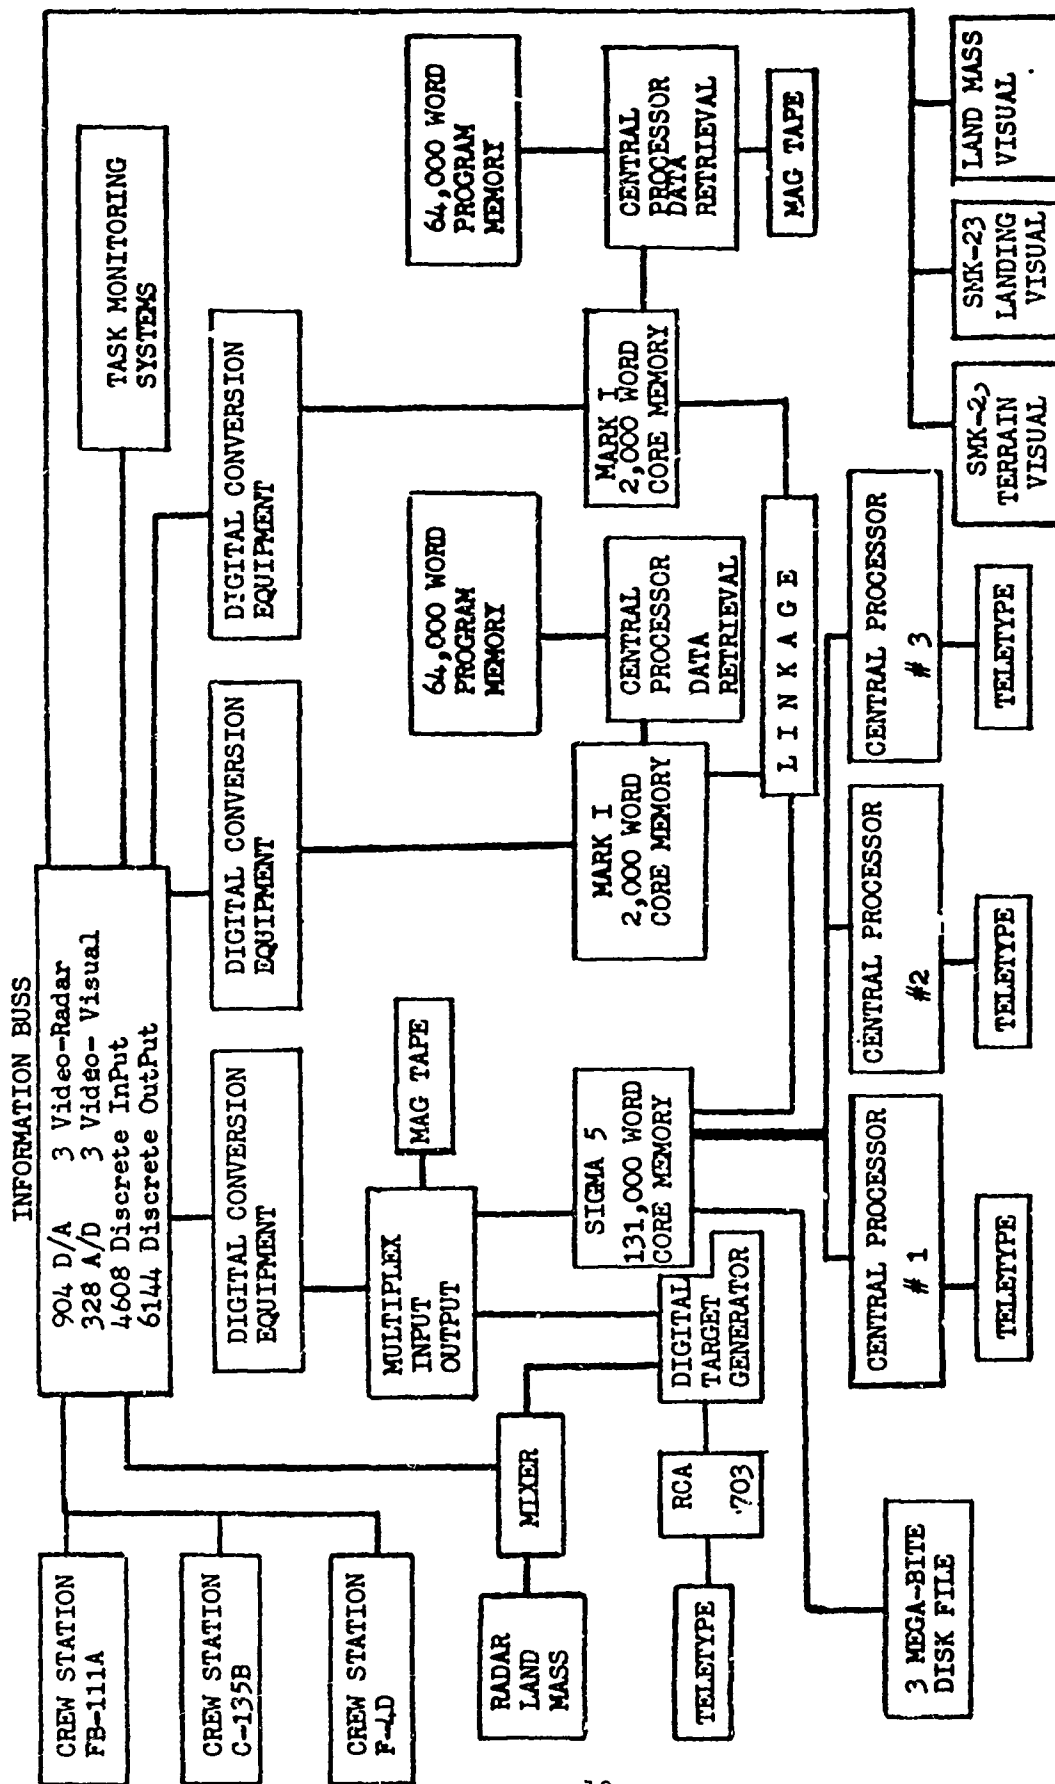 INFORMATION BUSS
904 D/A 3 Video-Radar
328 A/D 3 Video- Visual
4608 Discrete InPut
6144 Discrete OutPut
CREW STATION
FB-111A
CREW STATION
C-135B
CREW STATION
F-4D
TASK MONITORING
SYSTEMS
DIGITAL CONVERSION
EQUIPMENT
DIGITAL CONVERSION
EQUIPMENT
DIGITAL CONVERSION
EQUIPMENT
MULTIPLEX
INPUT
OUTPUT
MAG TAPE
64,000 WORD
PROGRAM
MEMORY
64,000 WORD
PROGRAM
MEMORY
RADAR
LAND
MASS
MIXER
SIGMA 5
131,000 WORD
CORE MEMORY
MARK I
2,000 WORD
CORE MEMORY
CENTRAL
PROCESSOR
DATA
RETRIEVAL
MARK I
2,000 WORD
CORE MEMORY
CENTRAL
PROCESSOR
DATA
RETRIEVAL
MAG TAPE
TELETYPE
RCA
703
DIGITAL
TARGET
GENERATOR
LINKAGE
3 MEGA-BITE
DISK FILE
CENTRAL PROCESSOR
# 1
CENTRAL PROCESSOR
#2
CENTRAL PROCESSOR
# 3
TELETYPE
TELETYPE
TELETYPE
SMK-2,
TERRAIN
VISUAL
SMK-23
LANDING
VISUAL
LAND MASS
VISUAL